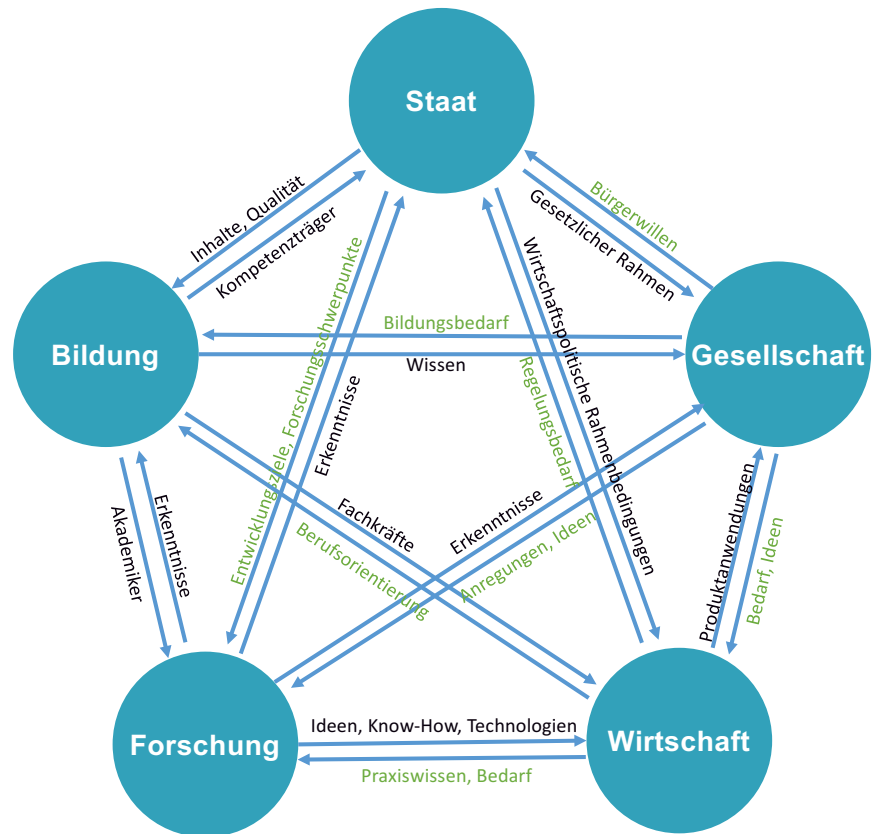 Staat
Inhalte, Qualität
Kompetenzträger
Bürgerwillen
Gesetzlicher Rahmen
Entwicklungsziele, Forschungsschwerpunkte
Erkenntnisse
Wirtschaftspolitische Rahmenbedingungen
Regelungsbedarf
Bildung
Bildungsbedarf
Wissen
Gesellschaft
Akademiker
Erkenntnisse
Fachkräfte
Berufsorientierung
Erkenntnisse
Anregungen, Ideen
Produktanwendungen
Bedarf, Ideen
Forschung
Ideen, Know-How, Technologien
Praxiswissen, Bedarf
Wirtschaft